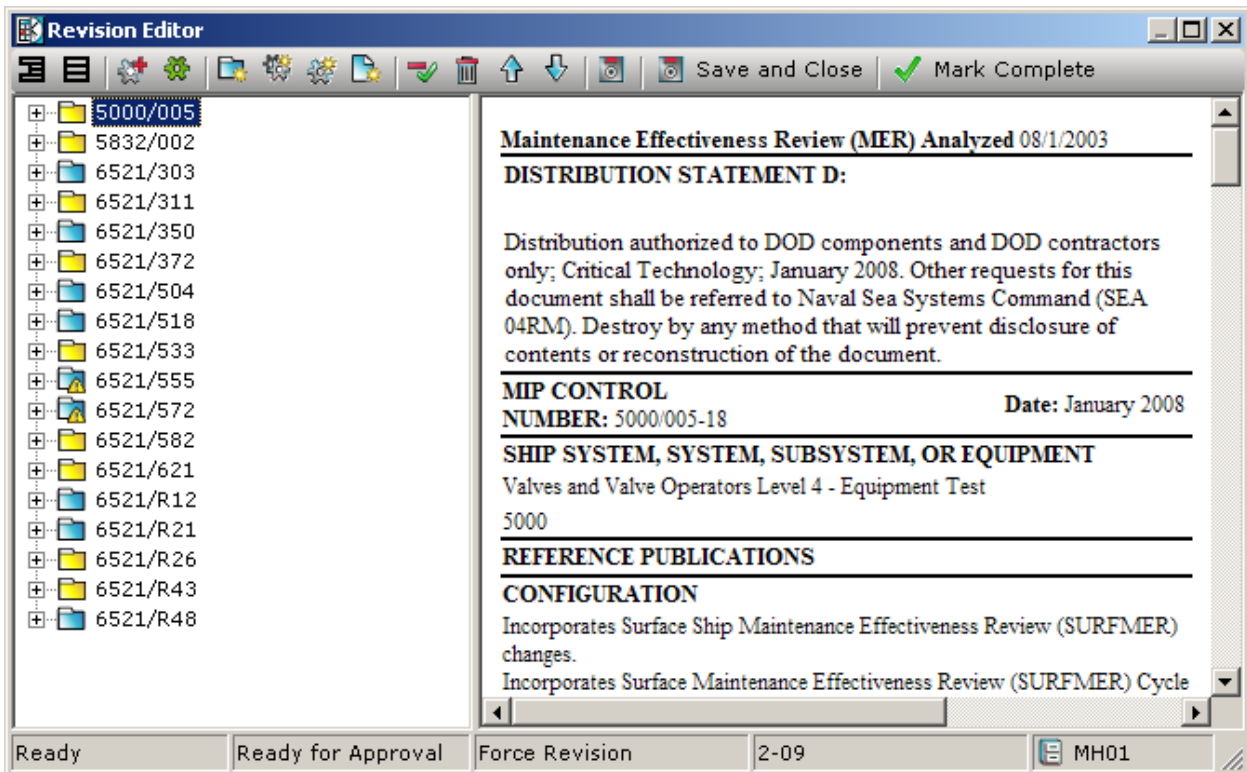 Revision Editor
Save and Close
Mark Complete
5000/005
5832/002
6521/303
6521/311
6521/350
6521/372
6521/504
6521/518
6521/533
6521/555
6521/572
6521/582
6521/621
6521/R12
6521/R21
6521/R26
6521/R43
6521/R48
Maintenance Effectiveness Review (MER) Analyzed 08/1/2003
DISTRIBUTION STATEMENT D:
Distribution authorized to DOD components and DOD contractors
only; Critical Technology; January 2008. Other requests for this
document shall be referred to Naval Sea Systems Command (SEA
04RM). Destroy by any method that will prevent disclosure of
contents or reconstruction of the document.
MIP CONTROL
NUMBER: 5000/005-18
Date: January 2008
SHIP SYSTEM, SYSTEM, SUBSYSTEM, OR EQUIPMENT
Valves and Valve Operators Level 4 - Equipment Test
5000
REFERENCE PUBLICATIONS
CONFIGURATION
Incorporates Surface Ship Maintenance Effectiveness Review (SURFMER)
changes.
Incorporates Surface Maintenance Effectiveness Review (SURFMER) Cycle
Ready
Ready for Approval
Force Revision
2-09
MH01